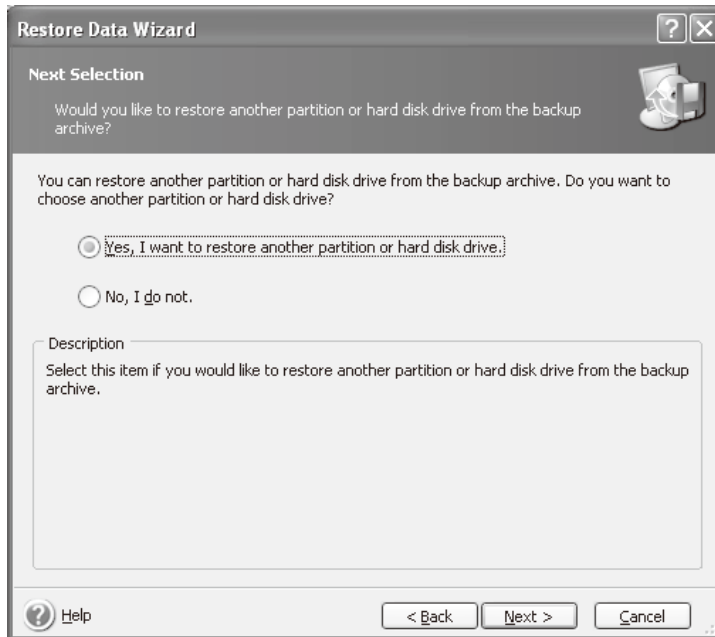 Restore Data Wizard
Next Selection
Would you like to restore another partition or hard disk drive from the backup
archive?
You can restore another partition or hard disk drive from the backup archive. Do you want to
choose another partition or hard disk drive?
Yes, I want to restore another partition or hard disk drive.
No, I do not.
Description
Select this item if you would like to restore another partition or hard disk drive from the backup
archive.
Help
< Back
Next >
Cancel